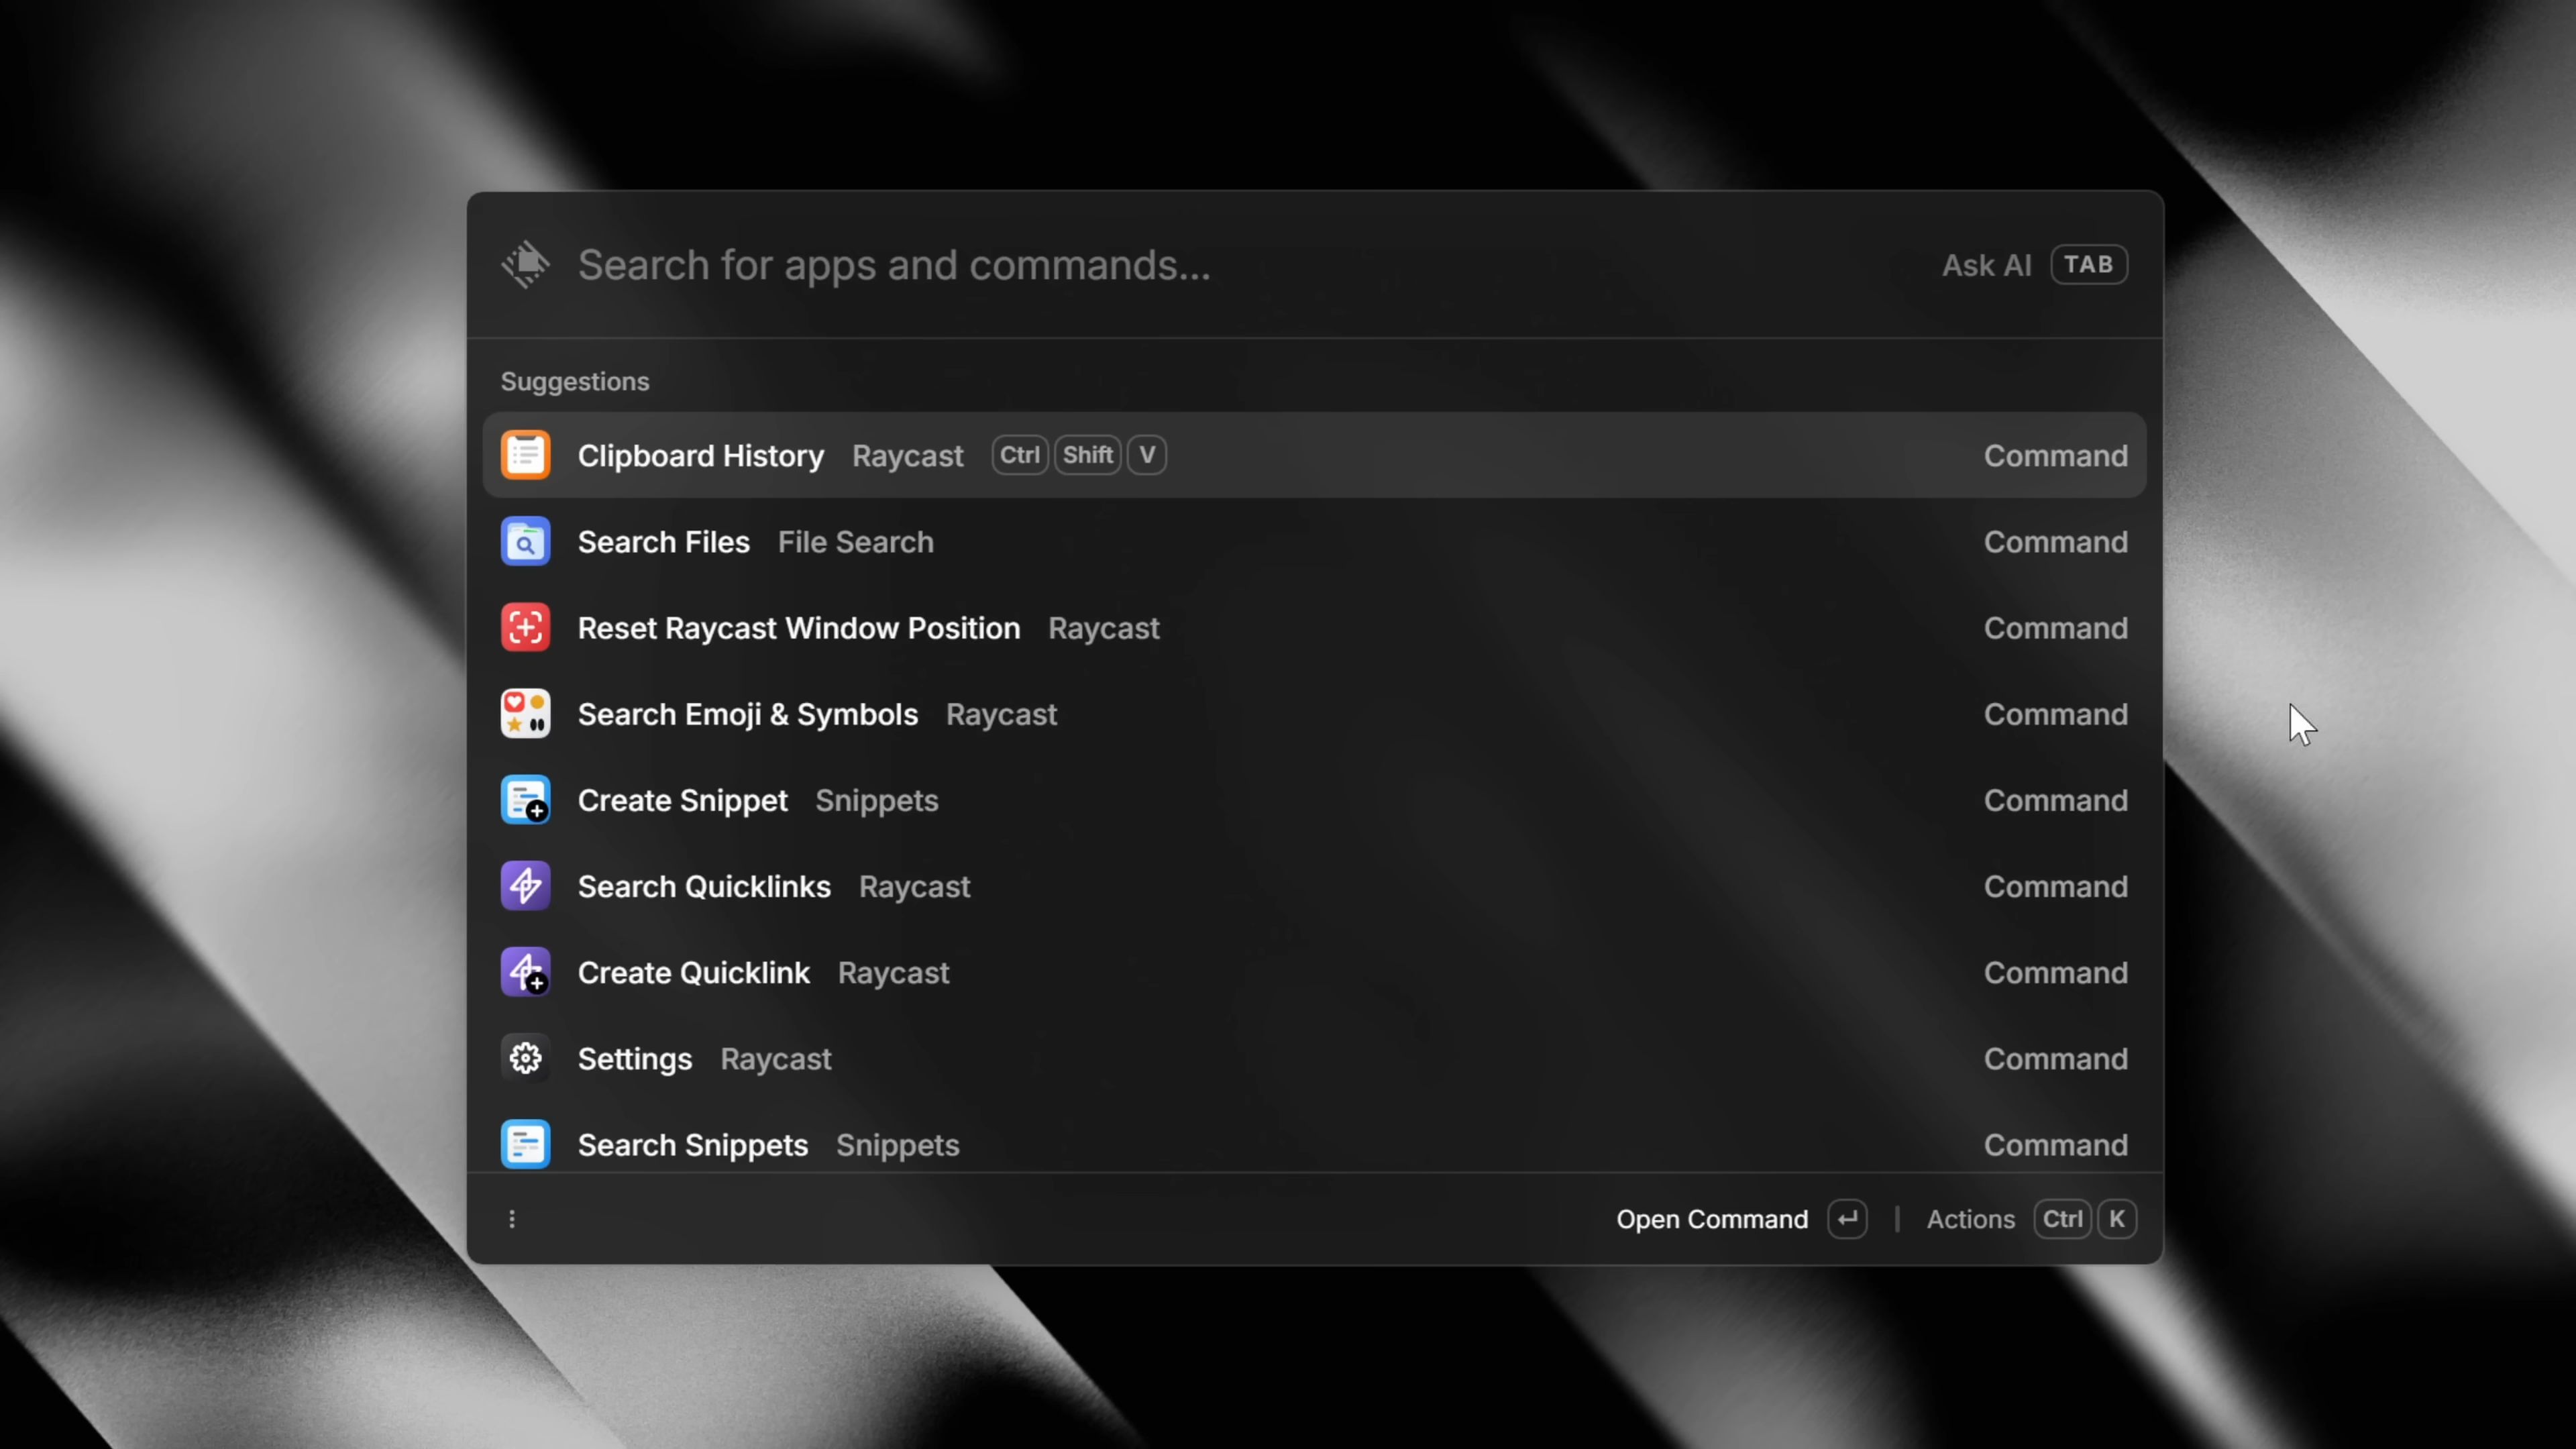 Search for apps and commands... Ask AI TAB
Suggestions
Clipboard History Raycast Ctrl Shift V Command
Search Files File Search Command
Reset Raycast Window Position Raycast Command
Search Emoji & Symbols Raycast Command
Create Snippet Snippets Command
Search Quicklinks Raycast Command
Create Quicklink Raycast Command
Settings Raycast Command
Search Snippets Snippets Command
Open Command ↵ | Actions Ctrl K